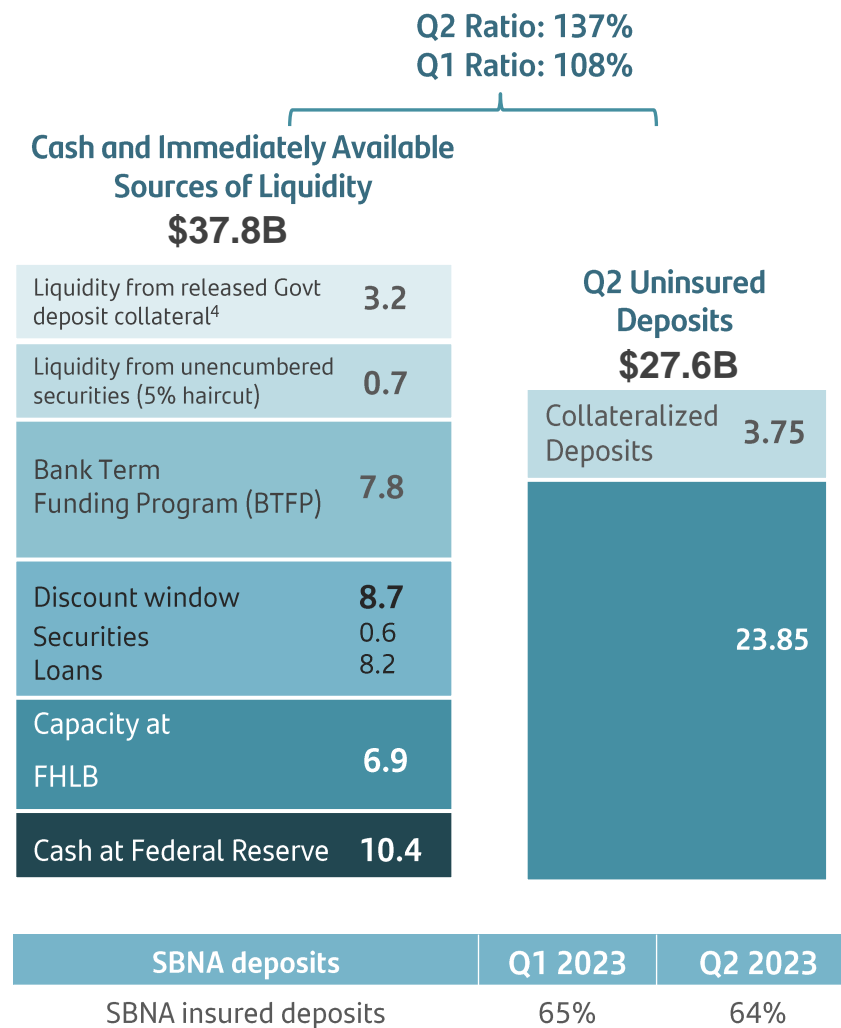 Q2 Ratio: 137%
Q1 Ratio: 108%
Cash and Immediately Available
Sources of Liquidity
$37.8B
Liquidity from released Govt
deposit collateral⁴
3.2
Liquidity from unencumbered
securities (5% haircut)
0.7
Bank Term
Funding Program (BTFP)
7.8
Discount window 8.7
Securities 0.6
Loans 8.2
Capacity at
FHLB
6.9
Cash at Federal Reserve 10.4
Q2 Uninsured
Deposits
$27.6B
Collateralized
Deposits
3.75
23.85
SBNA deposits Q1 2023 Q2 2023
SBNA insured deposits 65% 64%